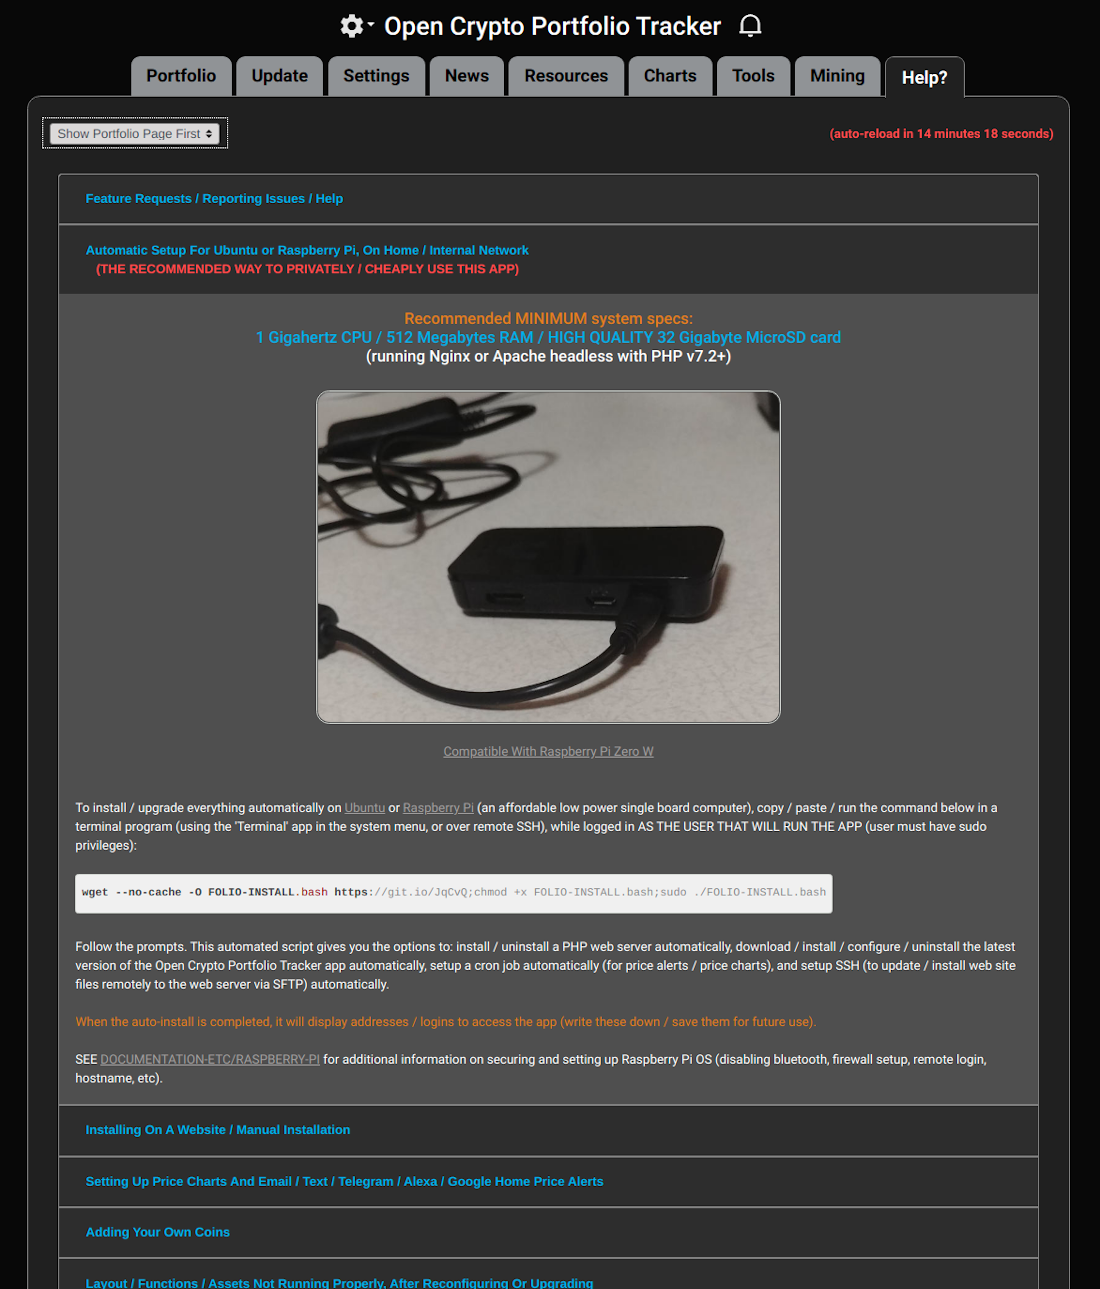 Open Crypto Portfolio Tracker
Portfolio Update Settings News Resources Charts Tools Mining Help?
Show Portfolio Page First
(auto-reload in 14 minutes 18 seconds)
Feature Requests / Reporting Issues / Help
Automatic Setup For Ubuntu or Raspberry Pi, On Home / Internal Network
(THE RECOMMENDED WAY TO PRIVATELY / CHEAPLY USE THIS APP)
Recommended MINIMUM system specs:
1 Gigahertz CPU / 512 Megabytes RAM / HIGH QUALITY 32 Gigabyte MicroSD card
(running Nginx or Apache headless with PHP v7.2+)
Compatible With Raspberry Pi Zero W
To install / upgrade everything automatically on Ubuntu or Raspberry Pi (an affordable low power single board computer), copy / paste / run the command below in a
terminal program (using the 'Terminal' app in the system menu, or over remote SSH), while logged in AS THE USER THAT WILL RUN THE APP (user must have sudo
privileges):
wget --no-cache -O FOLIO-INSTALL.bash https://git.io/JqCvQ;chmod +x FOLIO-INSTALL.bash;sudo ./FOLIO-INSTALL.bash
Follow the prompts. This automated script gives you the options to: install / uninstall a PHP web server automatically, download / install / configure / uninstall the latest
version of the Open Crypto Portfolio Tracker app automatically, setup a cron job automatically (for price alerts / price charts), and setup SSH (to update / install web site
files remotely to the web server via SFTP) automatically.
When the auto-install is completed, it will display addresses / logins to access the app (write these down / save them for future use).
SEE DOCUMENTATION-ETC/RASPBERRY-PI for additional information on securing and setting up Raspberry Pi OS (disabling bluetooth, firewall setup, remote login,
hostname, etc).
Installing On A Website / Manual Installation
Setting Up Price Charts And Email / Text / Telegram / Alexa / Google Home Price Alerts
Adding Your Own Coins
Layout / Functions / Assets Not Running Properly, After Reconfiguring Or Upgrading